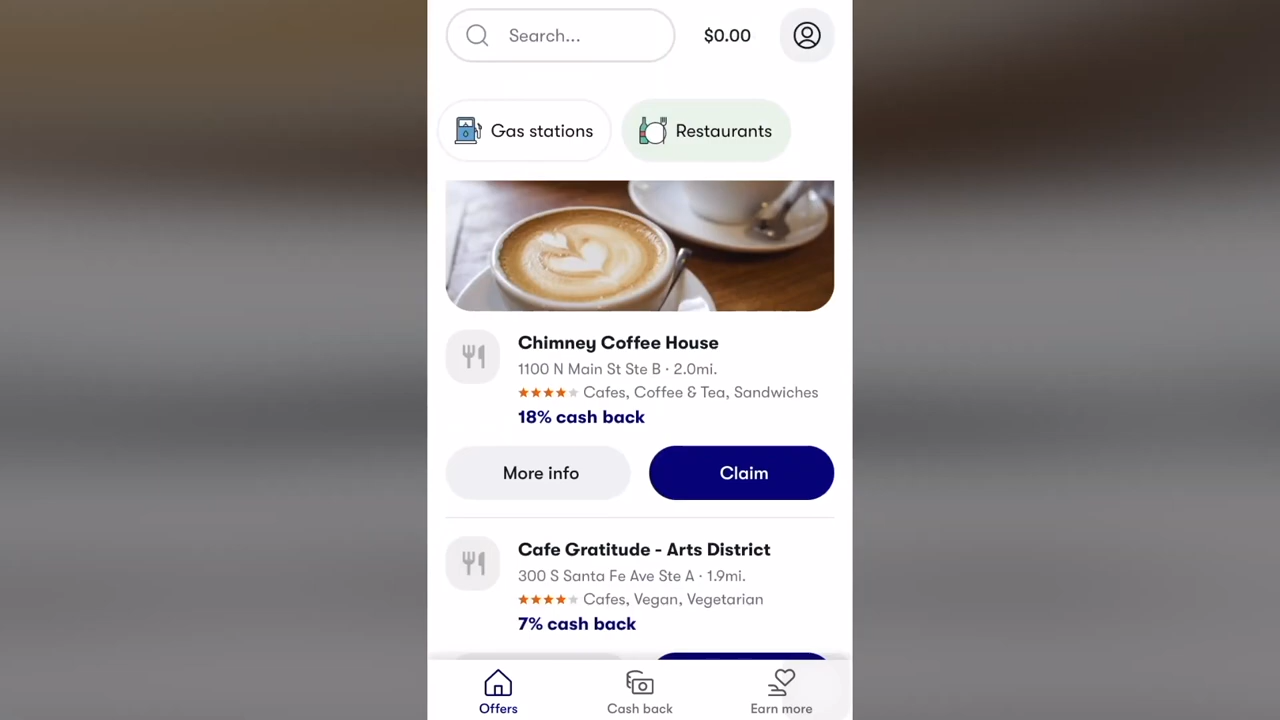 Search...
$0.00
Gas stations
Restaurants
Chimney Coffee House
1100 N Main St Ste B · 2.0mi.
Cafes, Coffee & Tea, Sandwiches
18% cash back
More info
Claim
Cafe Gratitude - Arts District
300 S Santa Fe Ave Ste A · 1.9mi.
Cafes, Vegan, Vegetarian
7% cash back
Offers
Cash back
Earn more